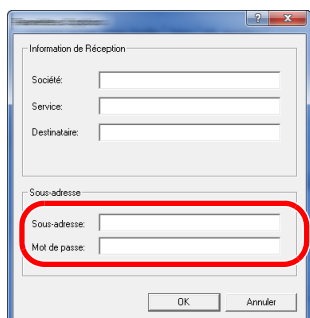 Information de Réception
Société:
Service:
Destinataire:
Sous-adresse
Sous-adresse:
Mot de passe:
OK
Annuler